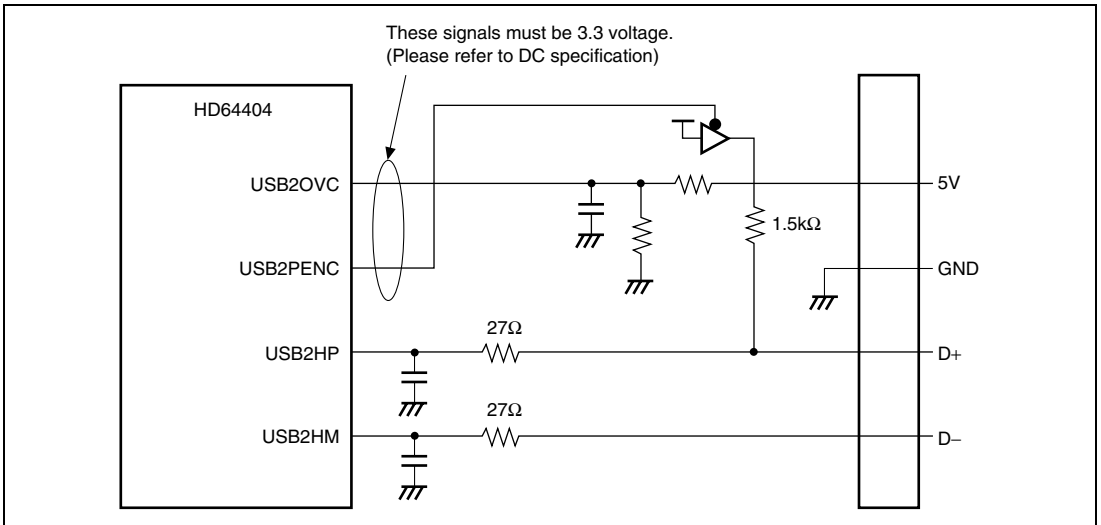 These signals must be 3.3 voltage.
(Please refer to DC specification)
HD64404
USB2OVC
5V
1.5kΩ
USB2PENC
GND
27Ω
USB2HP
D+
27Ω
USB2HM
D−